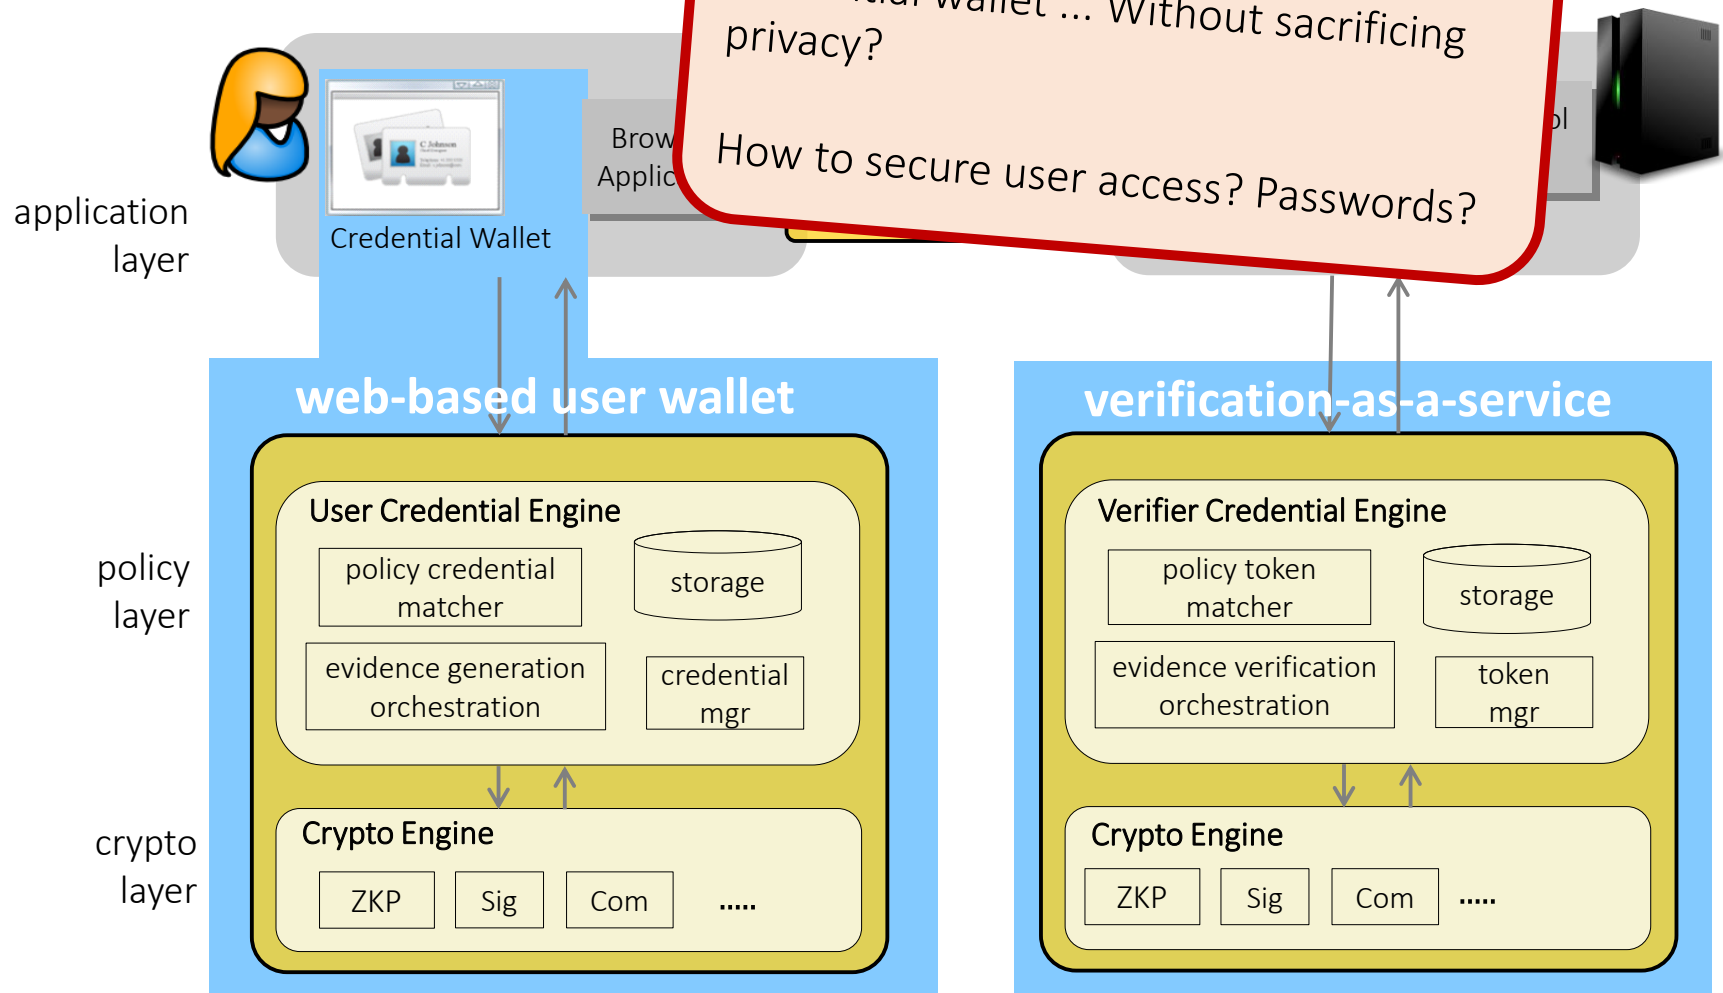 wallet ... Without sacrificing
privacy?
How to secure user access? Passwords?
C Johnson
Credential Wallet
application
layer
web-based user wallet
verification-as-a-service
User Credential Engine
policy credential
matcher
storage
evidence generation
orchestration
credential
mgr
Verifier Credential Engine
policy token
matcher
storage
evidence verification
orchestration
token
mgr
policy
layer
Crypto Engine
ZKP
Sig
Com
.....
Crypto Engine
ZKP
Sig
Com
.....
crypto
layer